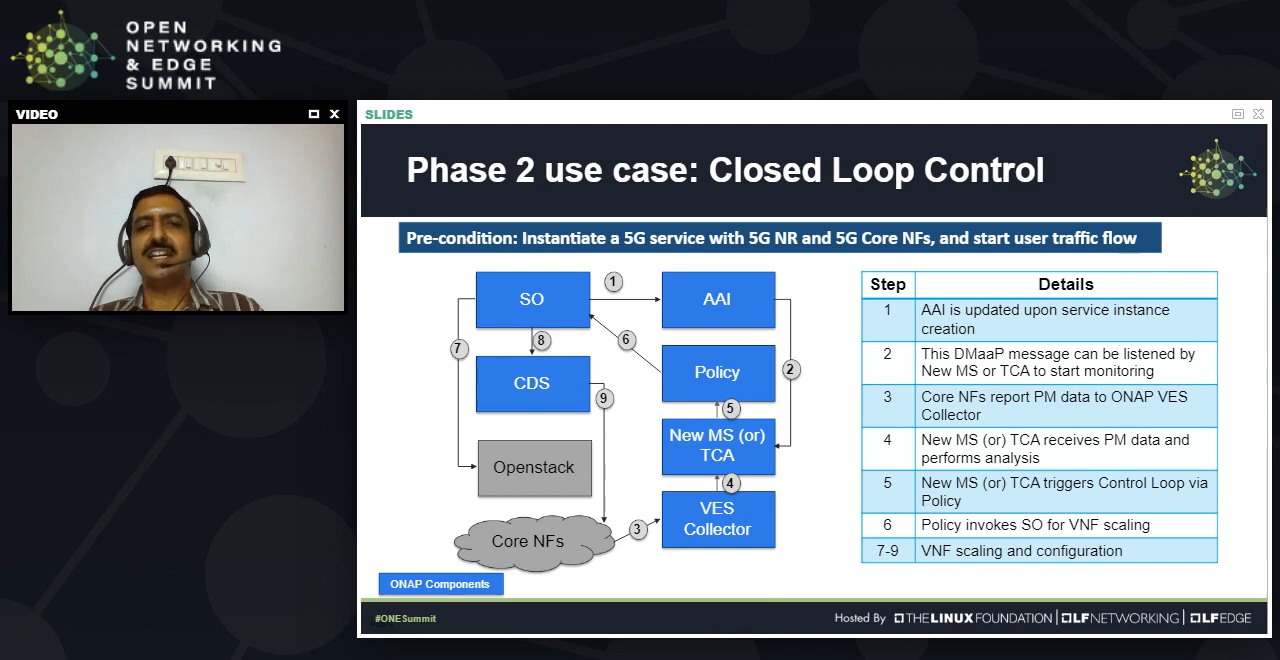 OPEN
NETWORKING
& EDGE
SUMMIT
VIDEO
SLIDES
Phase 2 use case: Closed Loop Control
Pre-condition: Instantiate a 5G service with 5G NR and 5G Core NFs, and start user traffic flow
SO
1
AAI
7
8
6
2
CDS
Policy
9
5
New MS (or)
TCA
Openstack
4
VES
Collector
Core NFs
3
ONAP Components
Step Details
1 AAI is updated upon service instance
creation
2 This DMaaP message can be listened by
New MS or TCA to start monitoring
3 Core NFs report PM data to ONAP VES
Collector
4 New MS (or) TCA receives PM data and
performs analysis
5 New MS (or) TCA triggers Control Loop via
Policy
6 Policy invokes SO for VNF scaling
7-9 VNF scaling and configuration
#ONESummit
Hosted By THE LINUX FOUNDATION LFNETWORKING LFEDGE